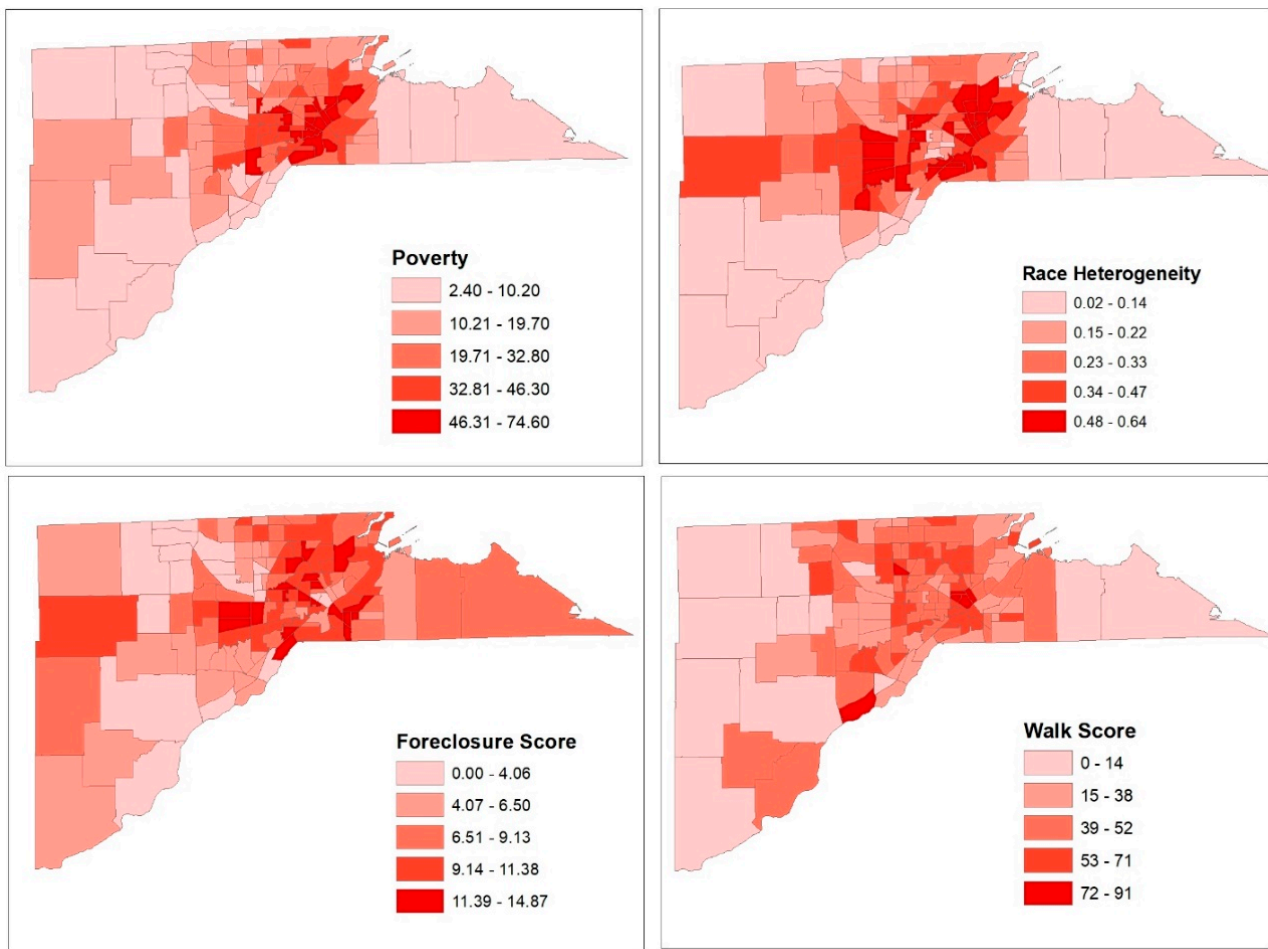 Poverty
2.40 - 10.20
10.21 - 19.70
19.71 - 32.80
32.81 - 46.30
46.31 - 74.60
Race Heterogeneity
0.02 - 0.14
0.15 - 0.22
0.23 - 0.33
0.34 - 0.47
0.48 - 0.64
Foreclosure Score
0.00 - 4.06
4.07 - 6.50
6.51 - 9.13
9.14 - 11.38
11.39 - 14.87
Walk Score
0 - 14
15 - 38
39 - 52
53 - 71
72 - 91